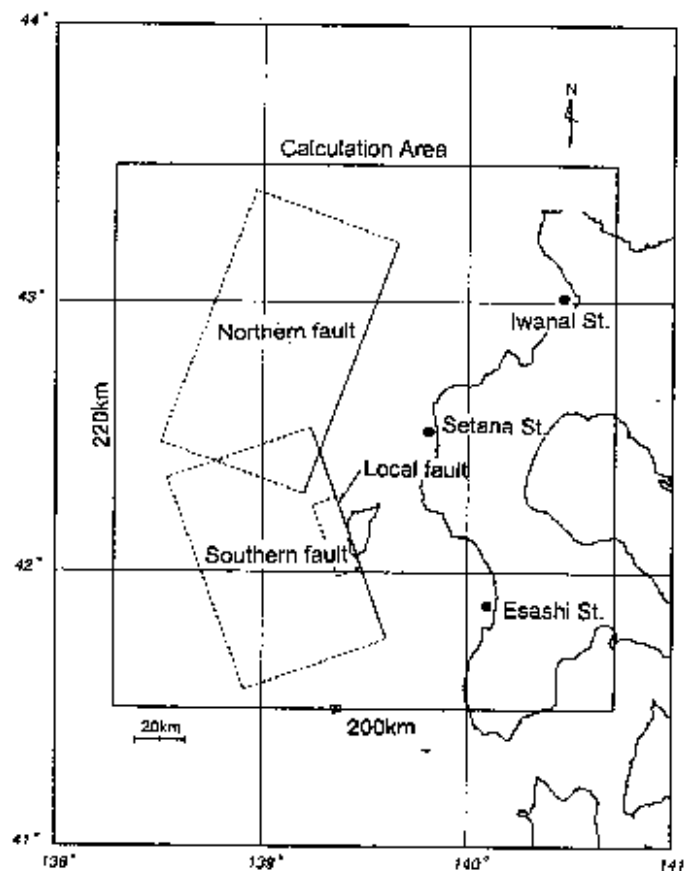 44°
N
Calculation Area
43°
Iwanai St.
Northern fault
220km
Setana St.
Local fault
Southern fault
42°
Esashi St.
20km
200km
41°
138°
139°
140°
141